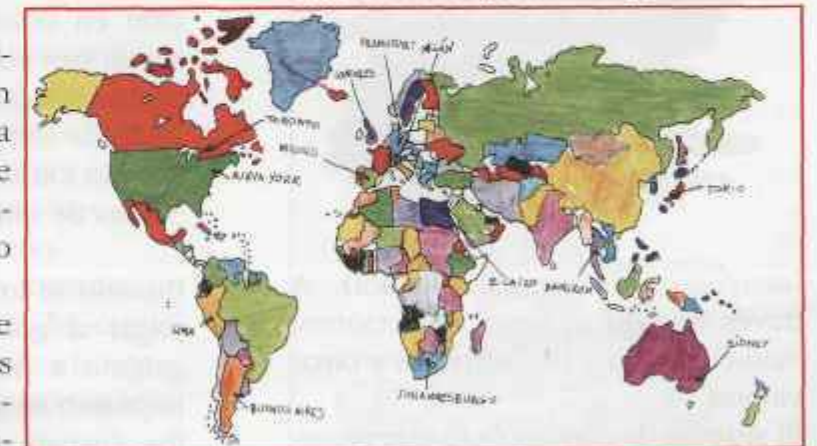 FRANKFURT MILÁN
LONDRES
TORONTO
MADRID
NUEVA YORK
TOKIO
EL CAIRO BANGKOK
LIMA
SIDNEY
JOHANNESBURGO
BUENOS AIRES